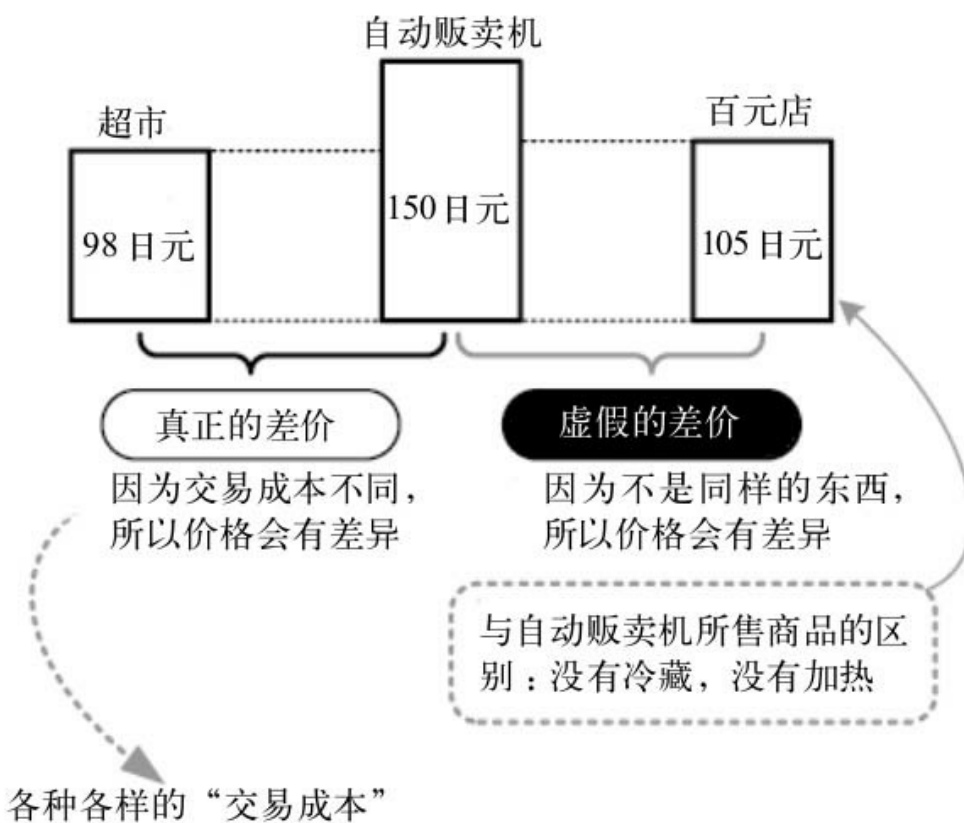 自动贩卖机
超市
百元店
98日元
150日元
105日元
真正的差价
虚假的差价
因为交易成本不同，
所以价格会有差异
因为不是同样的东西，
所以价格会有差异
与自动贩卖机所售商品的区
别：没有冷藏，没有加热
各种各样的“交易成本”